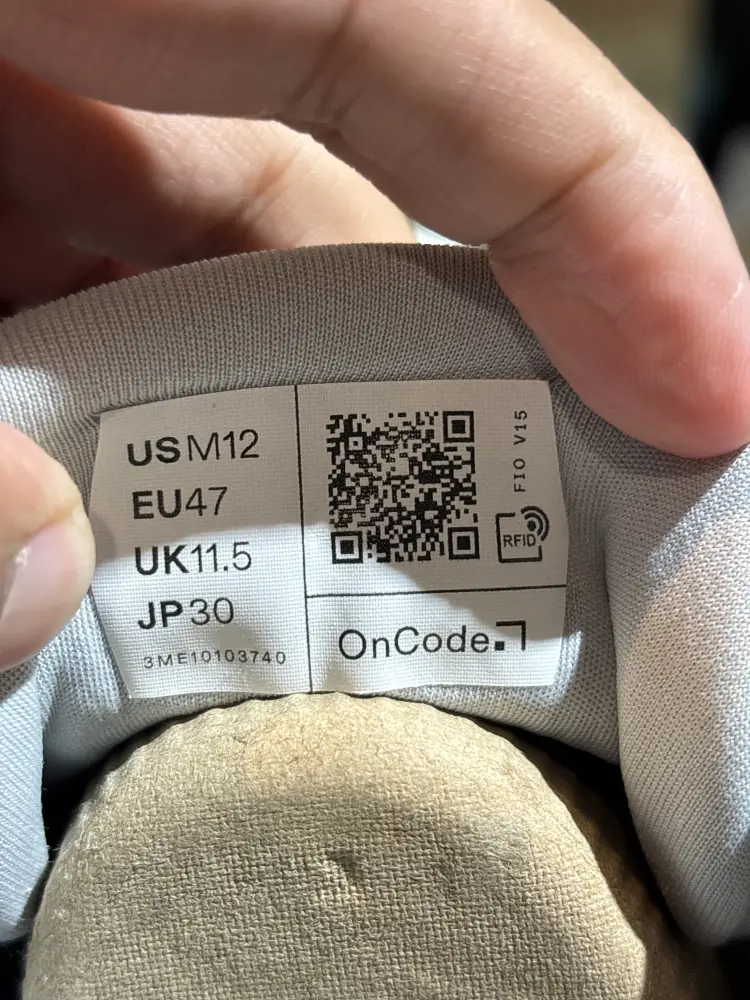 US M12
EU 47
UK 11.5
JP 30
3ME10103740
FIO V15
RFID
OnCode